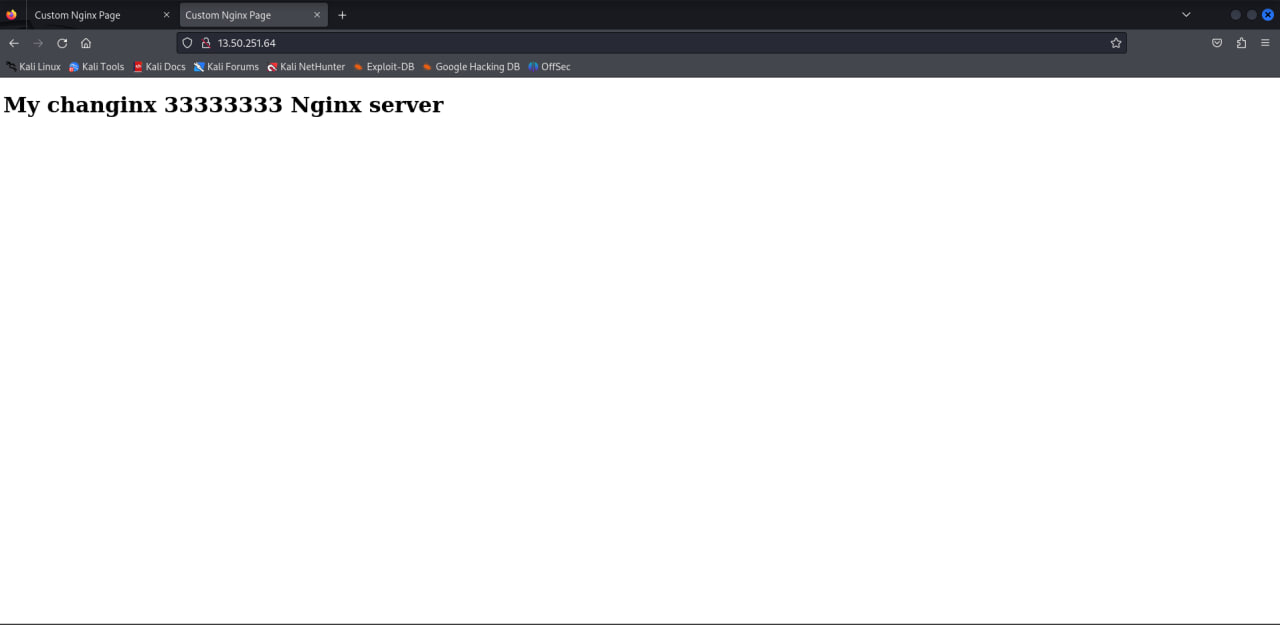 Custom Nginx Page
Custom Nginx Page
13.50.251.64
Kali Linux Kali Tools Kali Docs Kali Forums Kali NetHunter Exploit-DB Google Hacking DB OffSec
My changinx 33333333 Nginx server